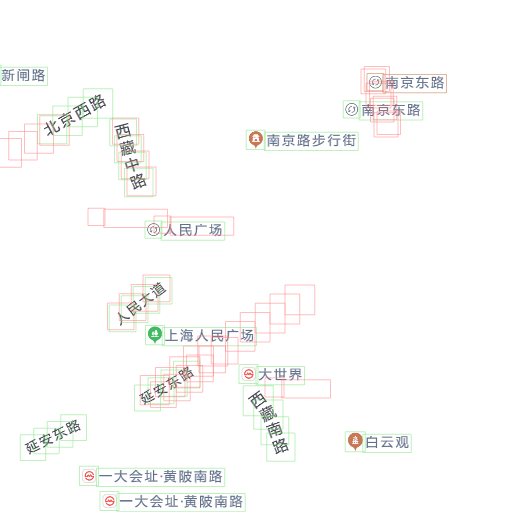 新闸路
南京东路
北京西路
南京东路
西藏中路
南京路步行街
人民广场
人民大道
上海人民广场
大世界
延安东路
西藏南路
延安东路
白云观
一大会址·黄陂南路
一大会址·黄陂南路